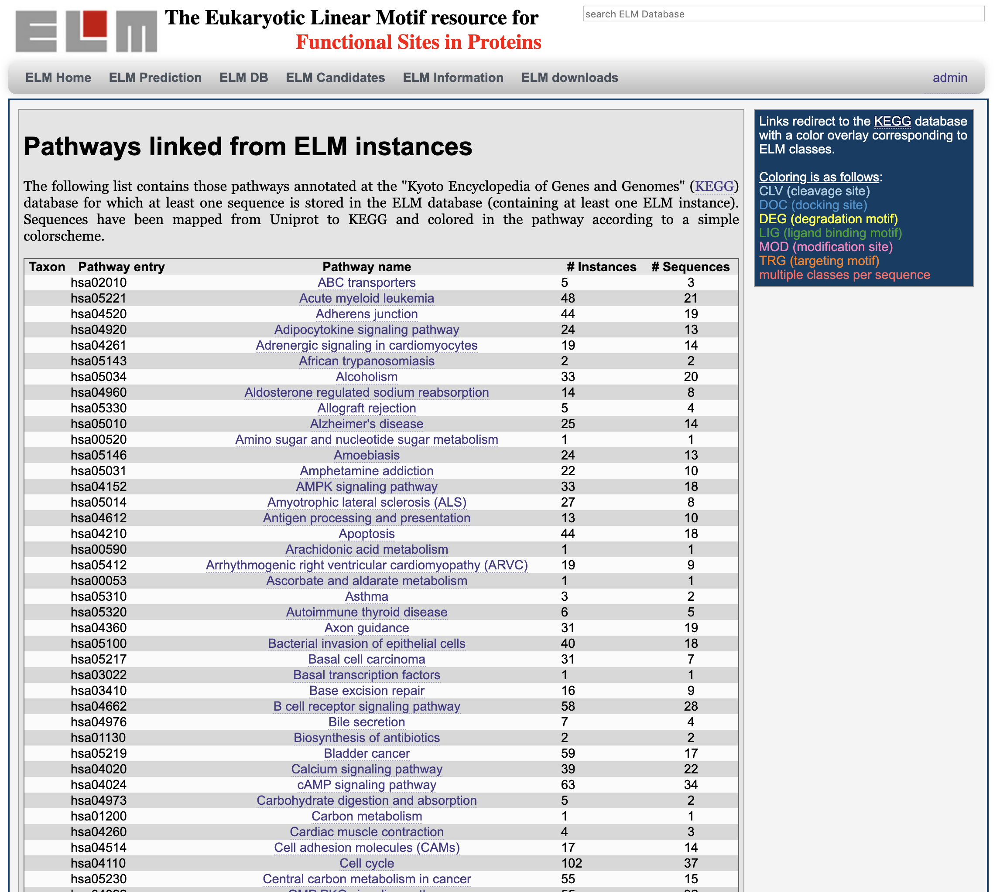 ELM
The Eukaryotic Linear Motif resource for
Functional Sites in Proteins
search ELM Database
ELM Home ELM Prediction ELM DB ELM Candidates ELM Information ELM downloads admin
Pathways linked from ELM instances
The following list contains those pathways annotated at the "Kyoto Encyclopedia of Genes and Genomes" (KEGG)
database for which at least one sequence is stored in the ELM database (containing at least one ELM instance).
Sequences have been mapped from Uniprot to KEGG and colored in the pathway according to a simple
colorscheme.
Taxon Pathway entry Pathway name # Instances # Sequences
hsa02010 ABC transporters 5 3
hsa05221 Acute myeloid leukemia 48 21
hsa04520 Adherens junction 44 19
hsa04920 Adipocytokine signaling pathway 24 13
hsa04261 Adrenergic signaling in cardiomyocytes 19 14
hsa05143 African trypanosomiasis 2 2
hsa05034 Alcoholism 33 20
hsa04960 Aldosterone regulated sodium reabsorption 14 8
hsa05330 Allograft rejection 5 4
hsa05010 Alzheimer's disease 25 14
hsa00520 Amino sugar and nucleotide sugar metabolism 1 1
hsa05146 Amoebiasis 24 13
hsa05031 Amphetamine addiction 22 10
hsa04152 AMPK signaling pathway 33 18
hsa05014 Amyotrophic lateral sclerosis (ALS) 27 8
hsa04612 Antigen processing and presentation 13 10
hsa04210 Apoptosis 44 18
hsa00590 Arachidonic acid metabolism 1 1
hsa05412 Arrhythmogenic right ventricular cardiomyopathy (ARVC) 19 9
hsa00053 Ascorbate and aldarate metabolism 1 1
hsa05310 Asthma 3 2
hsa05320 Autoimmune thyroid disease 6 5
hsa04360 Axon guidance 31 19
hsa05100 Bacterial invasion of epithelial cells 40 18
hsa05217 Basal cell carcinoma 31 7
hsa03022 Basal transcription factors 1 1
hsa03410 Base excision repair 16 9
hsa04662 B cell receptor signaling pathway 58 28
hsa04976 Bile secretion 7 4
hsa01130 Biosynthesis of antibiotics 2 2
hsa05219 Bladder cancer 59 17
hsa04020 Calcium signaling pathway 39 22
hsa04024 cAMP signaling pathway 63 34
hsa04973 Carbohydrate digestion and absorption 5 2
hsa01200 Carbon metabolism 1 1
hsa04260 Cardiac muscle contraction 4 3
hsa04514 Cell adhesion molecules (CAMs) 17 14
hsa04110 Cell cycle 102 37
hsa05230 Central carbon metabolism in cancer 55 15
Links redirect to the KEGG database
with a color overlay corresponding to
ELM classes.
Coloring is as follows:
CLV (cleavage site)
DOC (docking site)
DEG (degradation motif)
LIG (ligand binding motif)
MOD (modification site)
TRG (targeting motif)
multiple classes per sequence